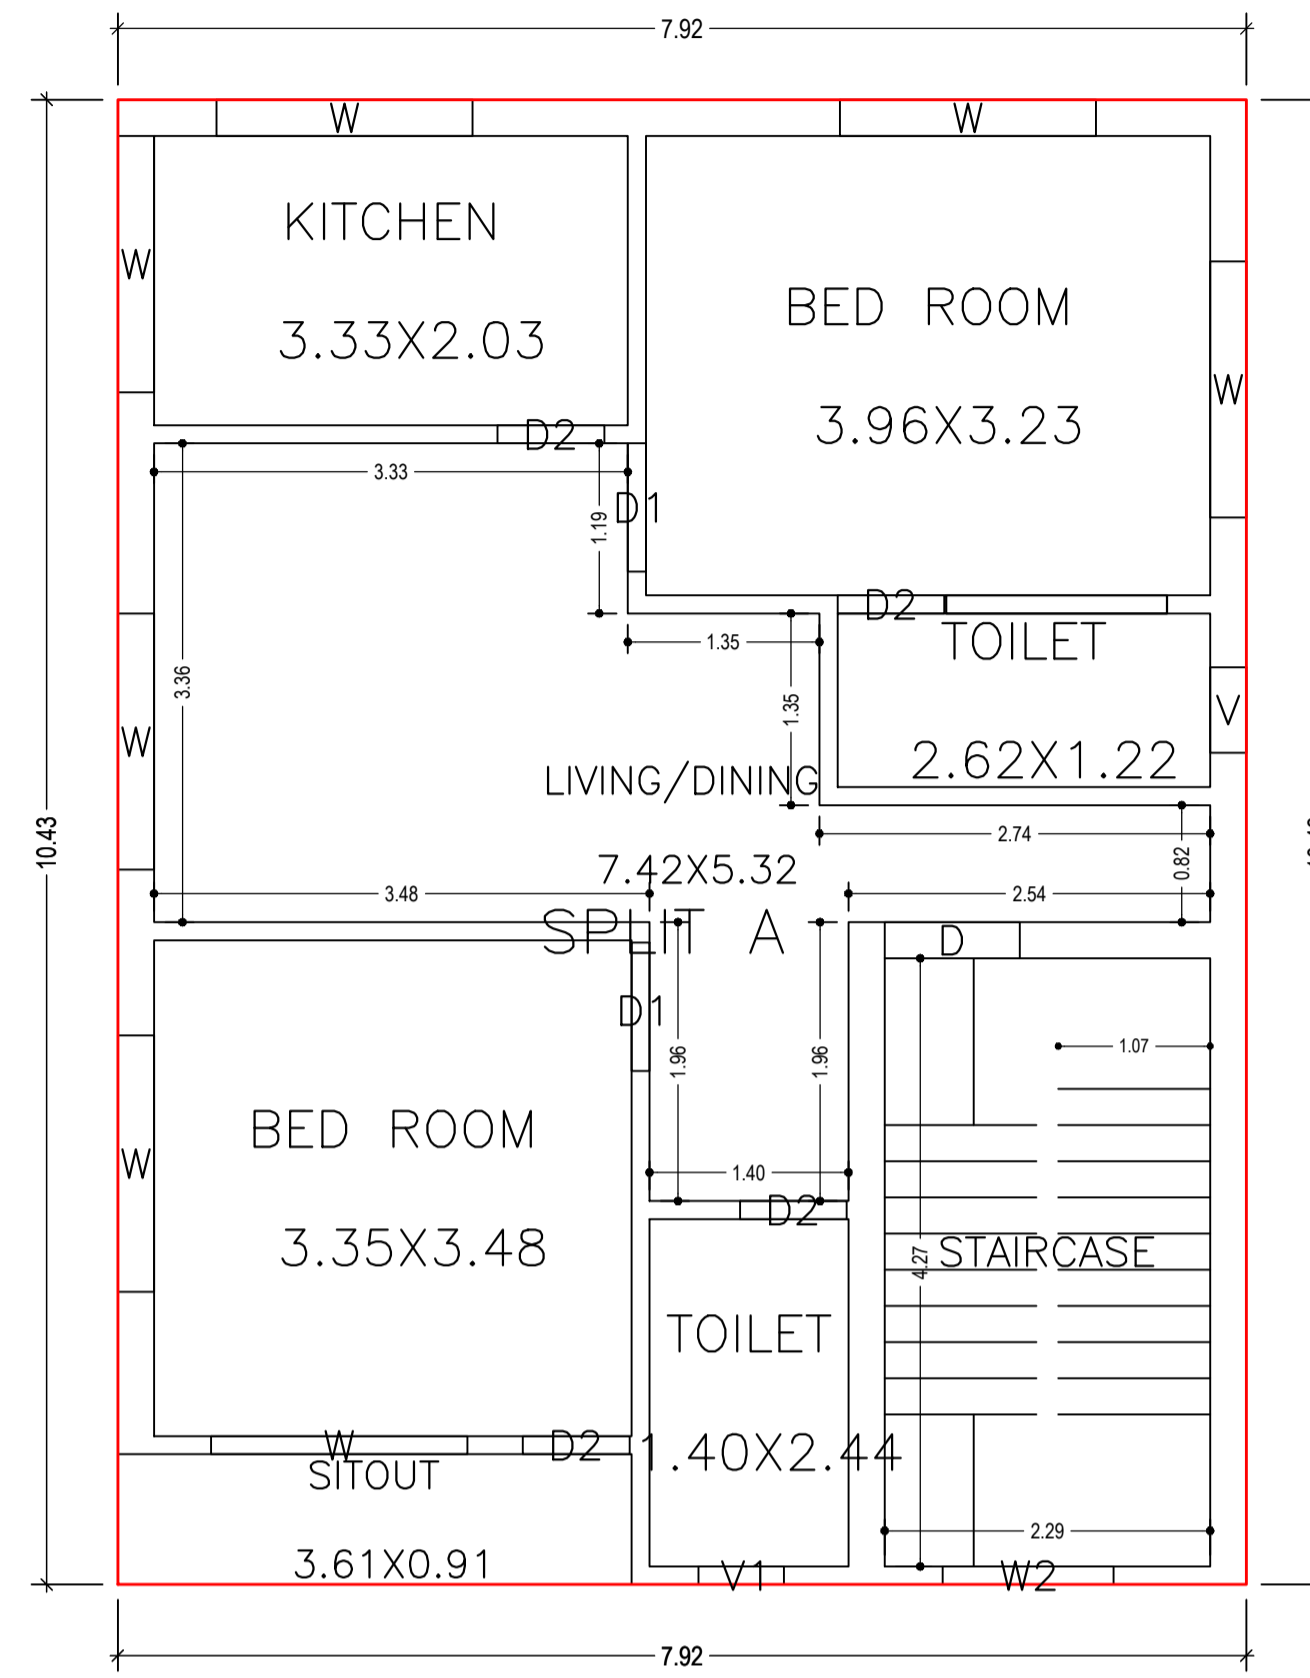 7.92
W
W
KITCHEN
W
BED ROOM
3.33X2.03
W
3.96X3.23
D2
3.33
D1
1.19
D2
TOILET
1.35
3.36
1.35
V
W
2.62X1.22
LIVING/DINING
2.74
10.43
0.82
7.42X5.32
3.48
2.54
SPLIT A
D
D1
1.07
1.96
1.96
BED ROOM
W
1.40
D2
3.35X3.48
4.27
STAIRCASE
TOILET
W
D2
1.40X2.44
SITOUT
2.29
3.61X0.91
V1
W2
7.92